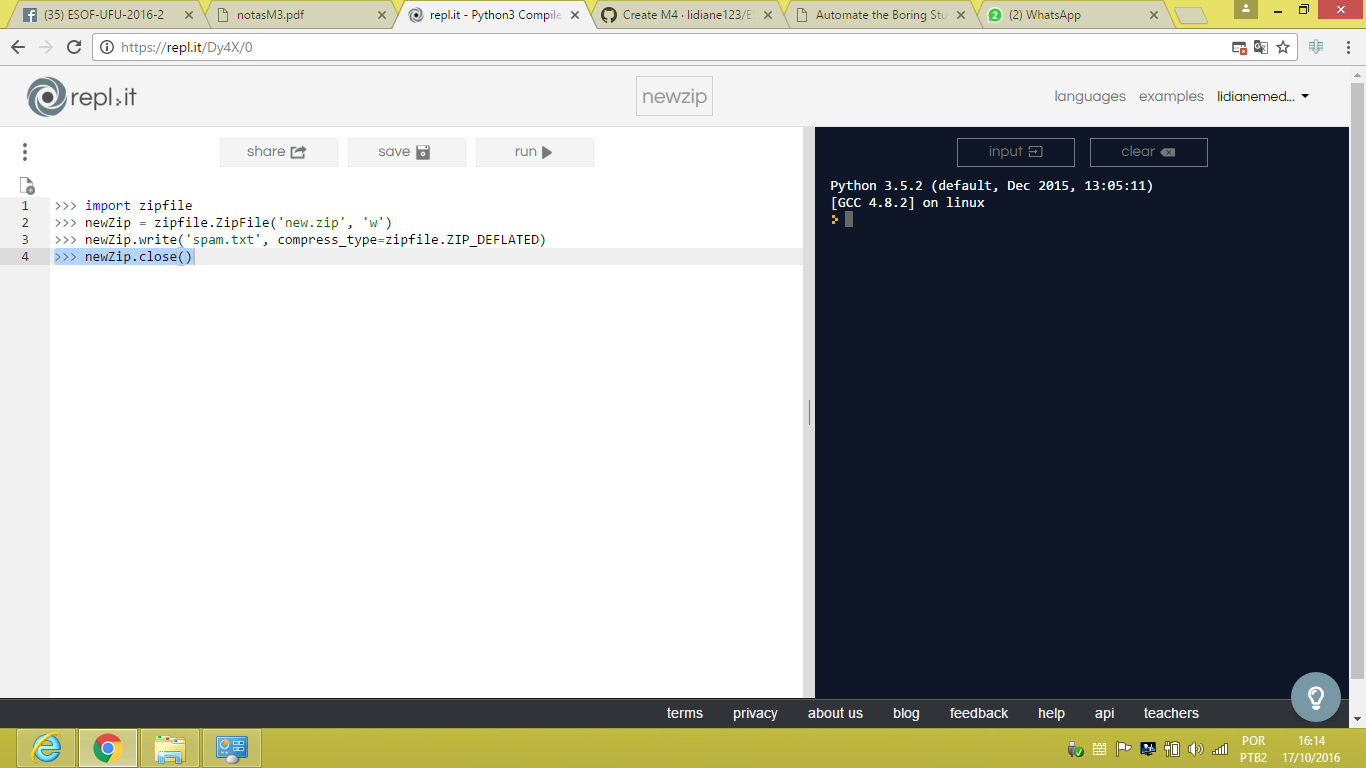 (35) ESOF-UFU-2016-2
notasM3.pdf
repl.it - Python3 Compile
Create M4 · lidiane123/E
Automate the Boring Stu
2 (2) WhatsApp
https://repl.it/Dy4X/0
repl.it
newzip
languages examples lidianemed...
share save run
input clear
1 >>> import zipfile
2 >>> newZip = zipfile.ZipFile('new.zip', 'w')
3 >>> newZip.write('spam.txt', compress_type=zipfile.ZIP_DEFLATED)
4 >>> newZip.close()
Python 3.5.2 (default, Dec 2015, 13:05:11)
[GCC 4.8.2] on linux
terms privacy about us blog feedback help api teachers
POR 16:14
PTB2 17/10/2016